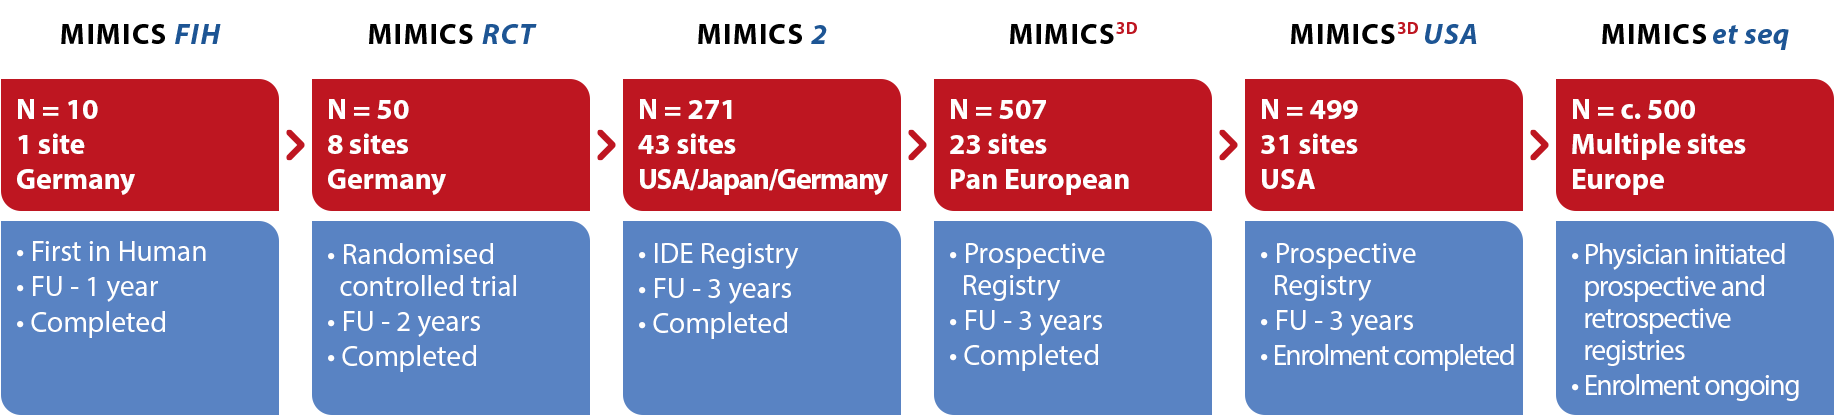 MIMICS FIH
N = 10
1 site
Germany
• First in Human
• FU - 1 year
• Completed
MIMICS RCT
N = 50
8 sites
Germany
• Randomised
controlled trial
• FU - 2 years
• Completed
MIMICS 2
N = 271
43 sites
USA/Japan/Germany
• IDE Registry
• FU - 3 years
• Completed
MIMICS3D
N = 507
23 sites
Pan European
• Prospective
Registry
• FU - 3 years
• Completed
MIMICS3D USA
N = 499
31 sites
USA
• Prospective
Registry
• FU - 3 years
• Enrolment completed
MIMICS et seq
N = c. 500
Multiple sites
Europe
• Physician initiated
prospective and
retrospective
registries
• Enrolment ongoing